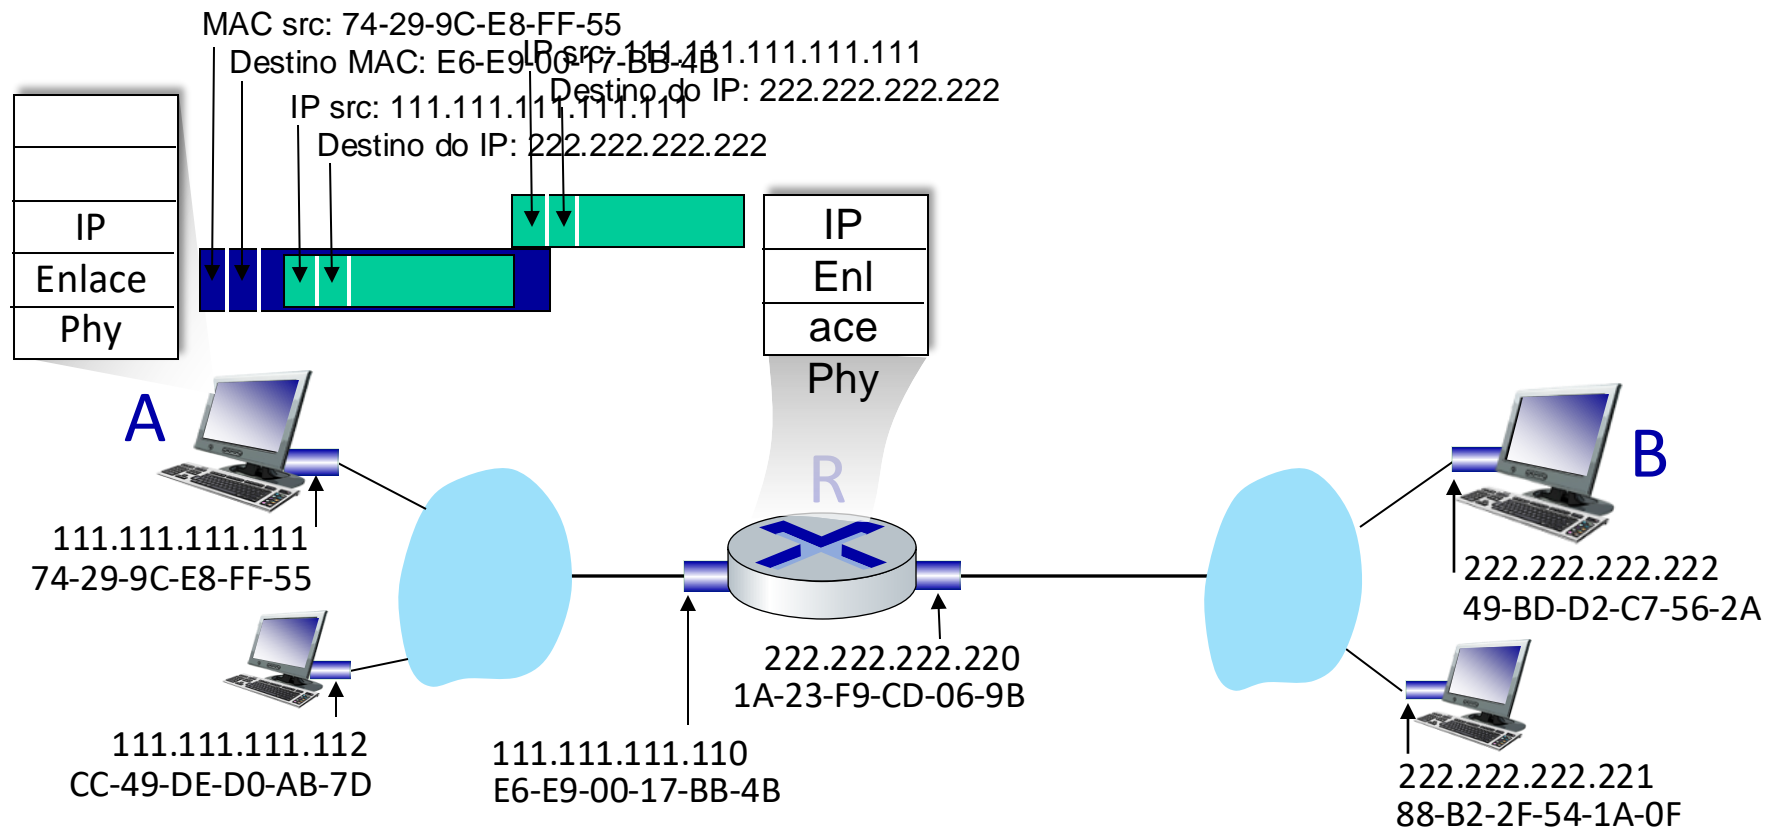 MAC src: 74-29-9C-E8-FF-55
Destino MAC: E6-E9-00-17-BB-4B
IP src: 111.111.111.111.111
Destino do IP: 222.222.222.222
IP src: 111.111.111.111.111
Destino do IP: 222.222.222.222
IP
Enlace
Phy
IP
Enl
ace
Phy
A
R
B
111.111.111.111
74-29-9C-E8-FF-55
222.222.222.222
49-BD-D2-C7-56-2A
222.222.222.220
1A-23-F9-CD-06-9B
111.111.111.112
CC-49-DE-D0-AB-7D
111.111.111.110
E6-E9-00-17-BB-4B
222.222.222.221
88-B2-2F-54-1A-0F